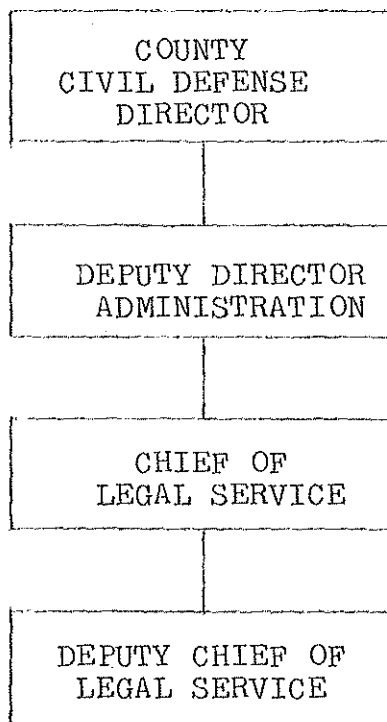 COUNTY
CIVIL DEFENSE
DIRECTOR
DEPUTY DIRECTOR
ADMINISTRATION
CHIEF OF
LEGAL SERVICE
DEPUTY CHIEF OF
LEGAL SERVICE